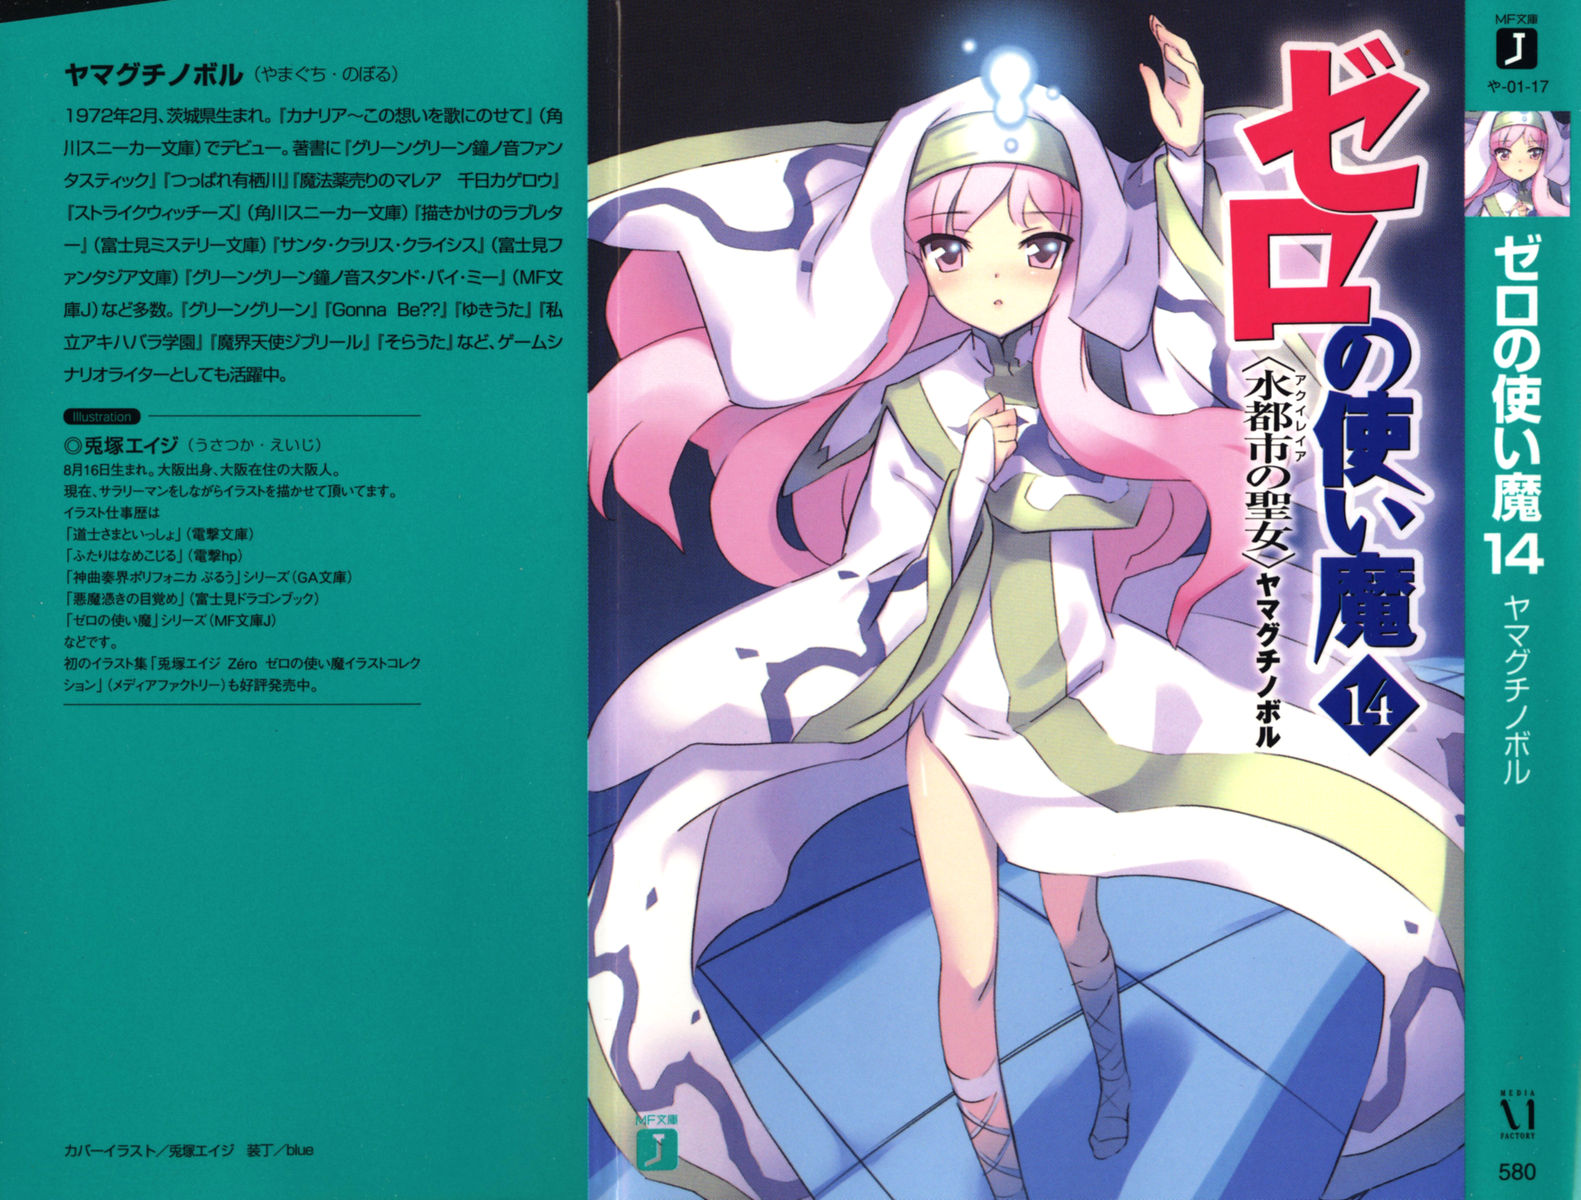 ヤマグチノボル（やまぐち・のぼる）
1972年2月、茨城県生まれ。『カナリア～この想いを歌にのせて』（角
川スニーカー文庫）でデビュー。著書に『グリーングリーン鐘ノ音ファン
タスティック』『つっぱれ有栖川』『魔法薬売りのマレア　千日カゲロウ』
『ストライクウィッチーズ』（角川スニーカー文庫）『描きかけのラブレタ
ー』（富士見ミステリー文庫）『サンタ・クラリス・クライシス』（富士見フ
ァンタジア文庫）『グリーングリーン鐘ノ音スタンド・バイ・ミー』（MF文
庫J）など多数。『グリーングリーン』『Gonna Be??』『ゆきうた』『私
立アキハバラ学園』『魔界天使ジブリール』『そらうた』など、ゲームシ
ナリオライターとしても活躍中。
Illustration
◎兎塚エイジ（うさつか・えいじ）
8月16日生まれ。大阪出身、大阪在住の大阪人。
現在、サラリーマンをしながらイラストを描かせて頂いてます。
イラスト仕事歴は
「道士さまといっしょ」（電撃文庫）
「ふたりはなめこじる」（電撃hp）
「神曲奏界ポリフォニカ ぶるう」シリーズ（GA文庫）
「悪魔憑きの目覚め」（富士見ドラゴンブック）
「ゼロの使い魔」シリーズ（MF文庫J）
などです。
初のイラスト集「兎塚エイジ Zéro ゼロの使い魔イラストコレク
ション」（メディアファクトリー）も好評発売中。
カバーイラスト／兎塚エイジ　装丁／blue
ゼロの使い魔
14
〈水都市の聖女〉
アクイレイア
ヤマグチノボル
MF文庫
J
MF文庫
J
や-01-17
ゼロの使い魔14
ヤマグチノボル
MEDIA
FACTORY
580